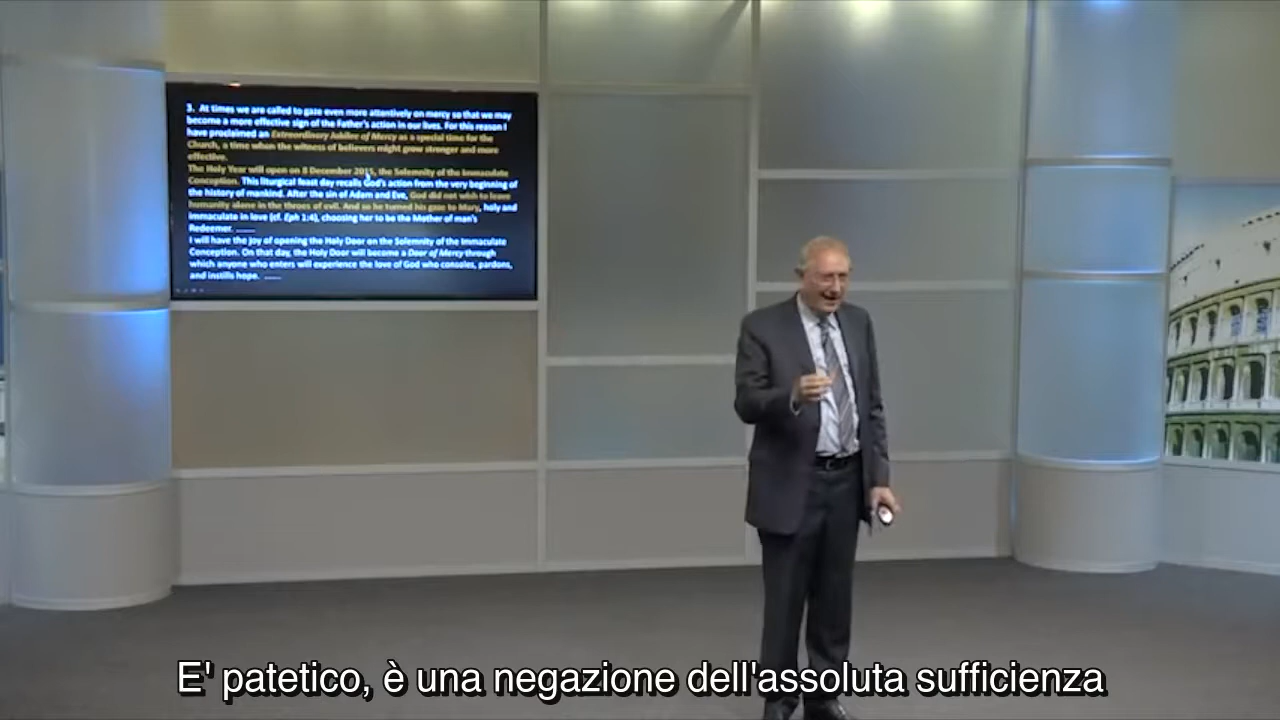 3. At times we are called to gaze even more attentively on mercy so that we may
become a more effective sign of the Father's action in our lives. For this reason I
have proclaimed an Extraordinary Jubilee of Mercy as a special time for the
Church, a time when the witness of believers might grow stronger and more
effective.
The Holy Year will open on 8 December 2015, the Solemnity of the Immaculate
Conception. This liturgical feast day recalls God's action from the very beginning of
the history of mankind. After the sin of Adam and Eve, God did not wish to leave
humanity alone in the throes of evil. And so he turned his gaze to Mary, holy and
immaculate in love (cf. Eph 1:4), choosing her to be the Mother of man's
Redeemer. ......
I will have the joy of opening the Holy Door on the Solemnity of the Immaculate
Conception. On that day, the Holy Door will become a Door of Mercy through
which anyone who enters will experience the love of God who consoles, pardons,
and instills hope. .....
E' patetico, è una negazione dell'assoluta sufficienza